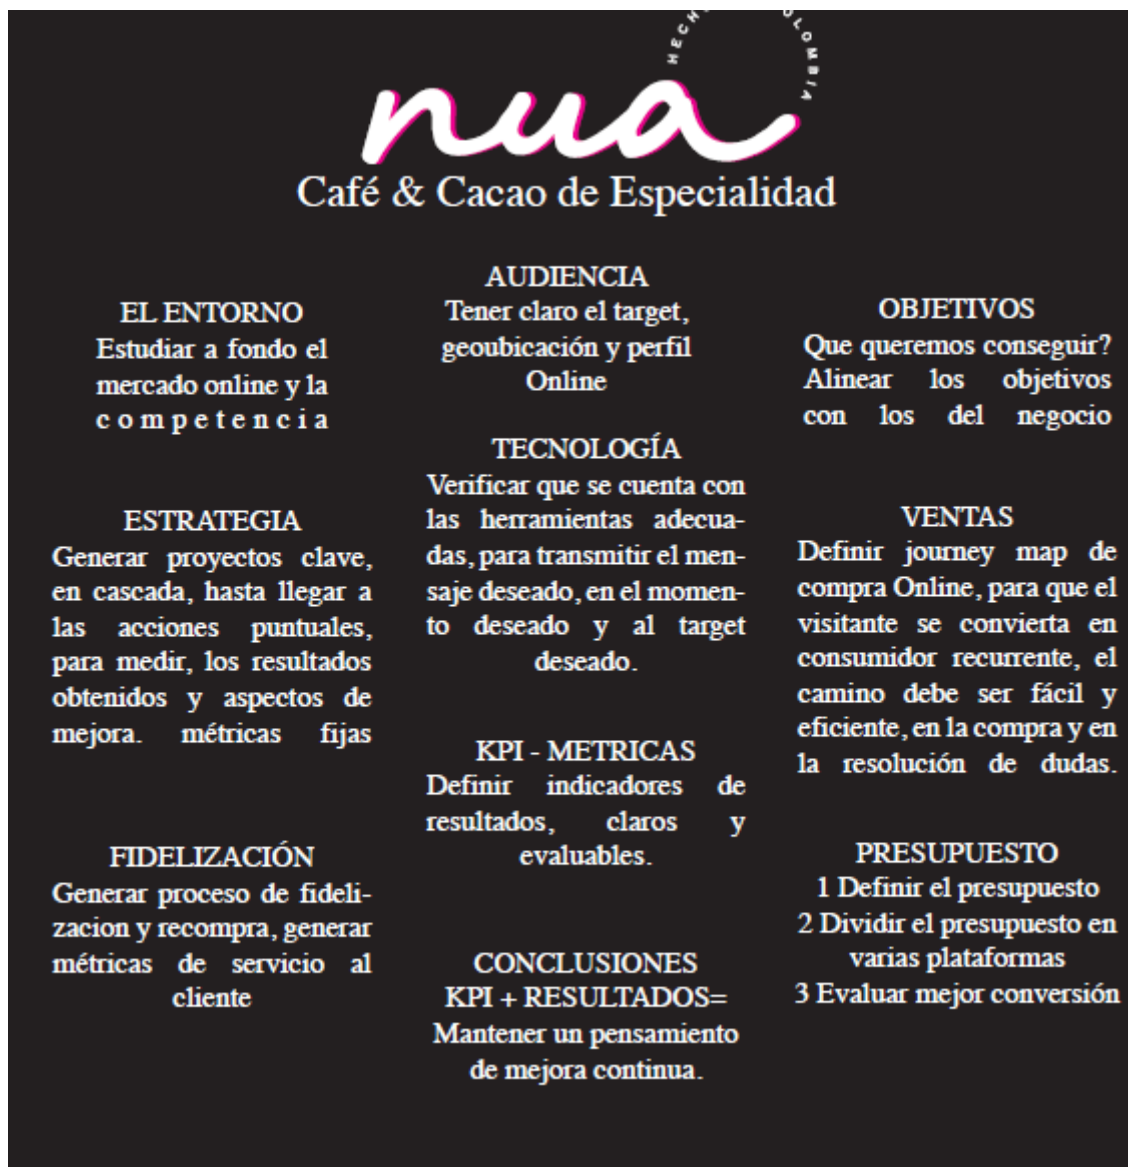 HECHO
OLOMBIA
nua
Café & Cacao de Especialidad
EL ENTORNO
Estudiar a fondo el
mercado online y la
competencia
AUDIENCIA
Tener claro el target,
geoubicación y perfil
Online
OBJETIVOS
Que queremos conseguir?
Alinear los objetivos
con los del negocio
ESTRATEGIA
Generar proyectos clave,
en cascada, hasta llegar a
las acciones puntuales,
para medir, los resultados
obtenidos y aspectos de
mejora. métricas fijas
TECNOLOGÍA
Verificar que se cuenta con
las herramientas adecua-
das, para transmitir el men-
saje deseado, en el momen-
to deseado y al target
deseado.
VENTAS
Definir journey map de
compra Online, para que el
visitante se convierta en
consumidor recurrente, el
camino debe ser fácil y
eficiente, en la compra y en
la resolución de dudas.
FIDELIZACIÓN
Generar proceso de fideli-
zacion y recompra, generar
métricas de servicio al
cliente
KPI - METRICAS
Definir indicadores de
resultados, claros y
evaluables.
PRESUPUESTO
1 Definir el presupuesto
2 Dividir el presupuesto en
varias plataformas
3 Evaluar mejor conversión
CONCLUSIONES
KPI + RESULTADOS=
Mantener un pensamiento
de mejora continua.